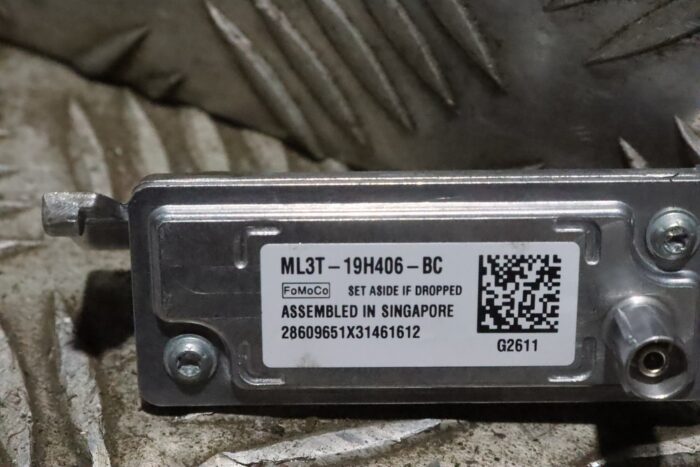 ML3T-19H406-BC
FoMoCo SET ASIDE IF DROPPED
ASSEMBLED IN SINGAPORE
28609651X31461612
G2611